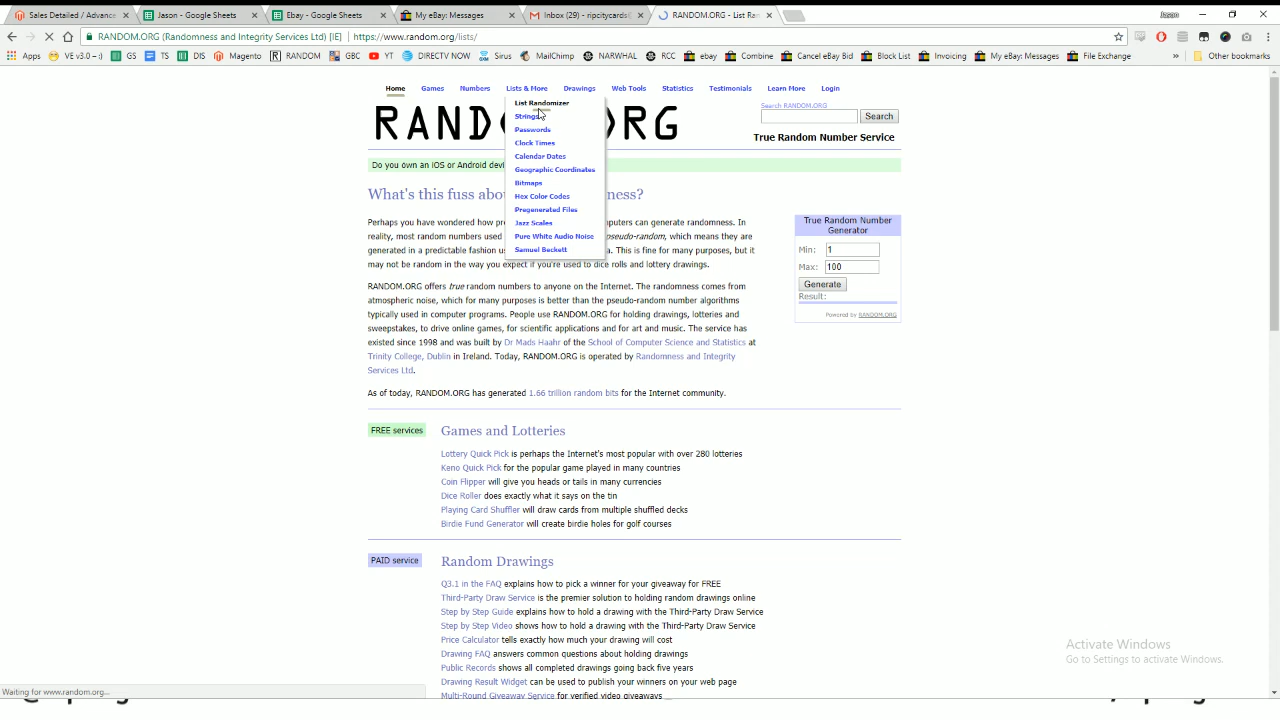 Sales Detailed / Advance
Jason - Google Sheets
Ebay - Google Sheets
My eBay: Messages
Inbox (29) - ripcitycards
RANDOM.ORG - List Ra
Jason
RANDOM.ORG (Randomness and Integrity Services Ltd) [IE] https://www.random.org/lists/
Apps VE v3.0 -- :) GS TS DIS Magento RANDOM GBC YT DIRECTV NOW Sirus MailChimp NARWHAL RCC ebay Combine Cancel eBay Bid Block List Invoicing My eBay: Messages File Exchange » Other bookmarks
Home Games Numbers Lists & More Drawings Web Tools Statistics Testimonials Learn More Login
List Randomizer
Strings
Passwords
Clock Times
Calendar Dates
Geographic Coordinates
Bitmaps
Hex Color Codes
Pregenerated Files
Jazz Scales
Pure White Audio Noise
Samuel Beckett
RAND RG
Search RANDOM.ORG
Search
True Random Number Service
Do you own an iOS or Android devi
What's this fuss abo ness?
Perhaps you have wondered how pr puters can generate randomness. In
reality, most random numbers used pseudo-random, which means they are
generated in a predictable fashion u a. This is fine for many purposes, but it
may not be random in the way you expect if you're used to dice rolls and lottery drawings.
RANDOM.ORG offers true random numbers to anyone on the Internet. The randomness comes from
atmospheric noise, which for many purposes is better than the pseudo-random number algorithms
typically used in computer programs. People use RANDOM.ORG for holding drawings, lotteries and
sweepstakes, to drive online games, for scientific applications and for art and music. The service has
existed since 1998 and was built by Dr Mads Haahr of the School of Computer Science and Statistics at
Trinity College, Dublin in Ireland. Today, RANDOM.ORG is operated by Randomness and Integrity
Services Ltd.
As of today, RANDOM.ORG has generated 1.66 trillion random bits for the Internet community.
True Random Number
Generator
Min: 1
Max: 100
Generate
Result:
Powered by RANDOM.ORG
FREE services
Games and Lotteries
Lottery Quick Pick is perhaps the Internet's most popular with over 280 lotteries
Keno Quick Pick for the popular game played in many countries
Coin Flipper will give you heads or tails in many currencies
Dice Roller does exactly what it says on the tin
Playing Card Shuffler will draw cards from multiple shuffled decks
Birdie Fund Generator will create birdie holes for golf courses
PAID service
Random Drawings
Q3.1 in the FAQ explains how to pick a winner for your giveaway for FREE
Third-Party Draw Service is the premier solution to holding random drawings online
Step by Step Guide explains how to hold a drawing with the Third-Party Draw Service
Step by Step Video shows how to hold a drawing with the Third-Party Draw Service
Price Calculator tells exactly how much your drawing will cost
Drawing FAQ answers common questions about holding drawings
Public Records shows all completed drawings going back five years
Drawing Result Widget can be used to publish your winners on your web page
Multi-Round Giveaway Service for verified video giveaways
Activate Windows
Go to Settings to activate Windows.
Waiting for www.random.org...